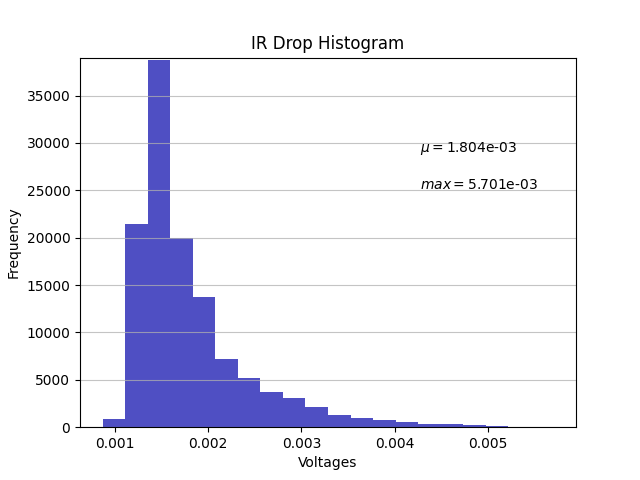 IR Drop Histogram
35000
30000
25000
20000
15000
10000
5000
0
Frequency
μ = 1.804e-03
max = 5.701e-03
0.001 0.002 0.003 0.004 0.005
Voltages